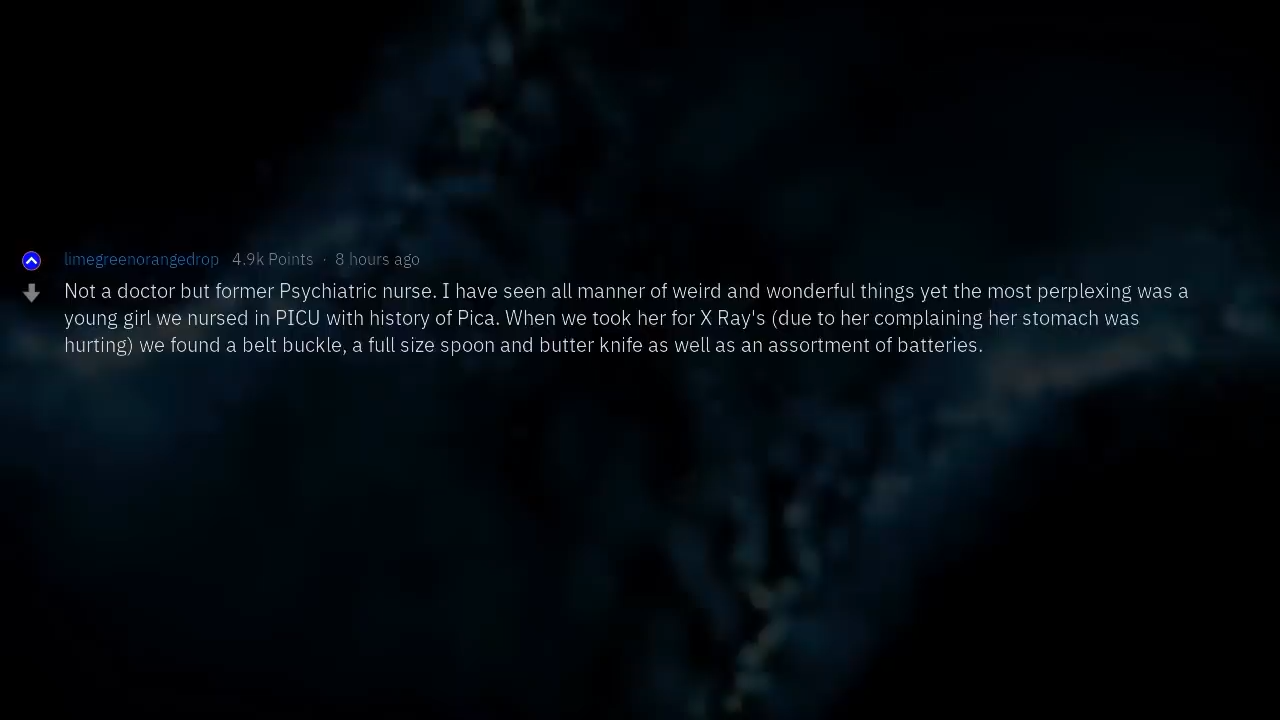 limegreenorangedrop 4.9k Points · 8 hours ago
Not a doctor but former Psychiatric nurse. I have seen all manner of weird and wonderful things yet the most perplexing was a
young girl we nursed in PICU with history of Pica. When we took her for X Ray's (due to her complaining her stomach was
hurting) we found a belt buckle, a full size spoon and butter knife as well as an assortment of batteries.